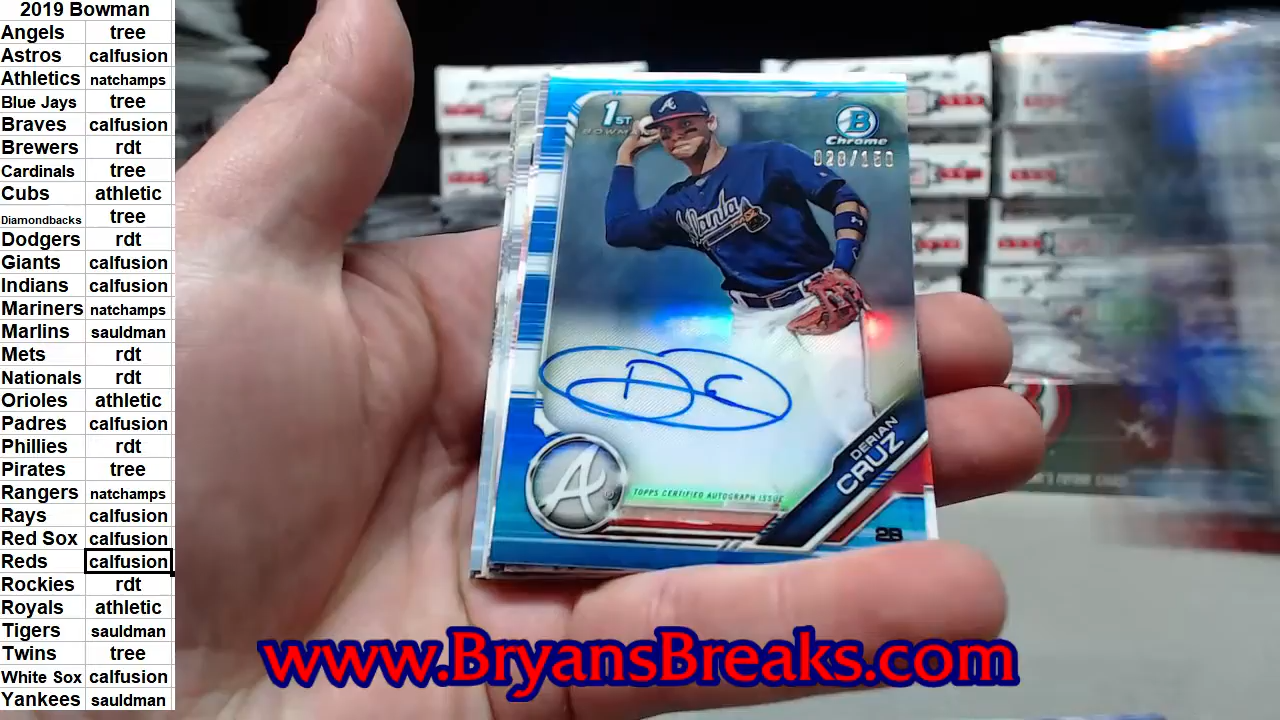 2019 Bowman
Angels tree
Astros calfusion
Athletics natchamps
Blue Jays tree
Braves calfusion
Brewers rdt
Cardinals tree
Cubs athletic
Diamondbacks tree
Dodgers rdt
Giants calfusion
Indians calfusion
Mariners natchamps
Marlins sauldman
Mets rdt
Nationals rdt
Orioles athletic
Padres calfusion
Phillies rdt
Pirates tree
Rangers natchamps
Rays calfusion
Red Sox calfusion
Reds calfusion
Rockies rdt
Royals athletic
Tigers sauldman
Twins tree
White Sox calfusion
Yankees sauldman
1ST
BOWMAN
B
Chrome
Atlanta
A
TOPPS CERTIFIED AUTOGRAPH ISSUE
DERIAN
CRUZ
2B
www.BryansBreaks.com